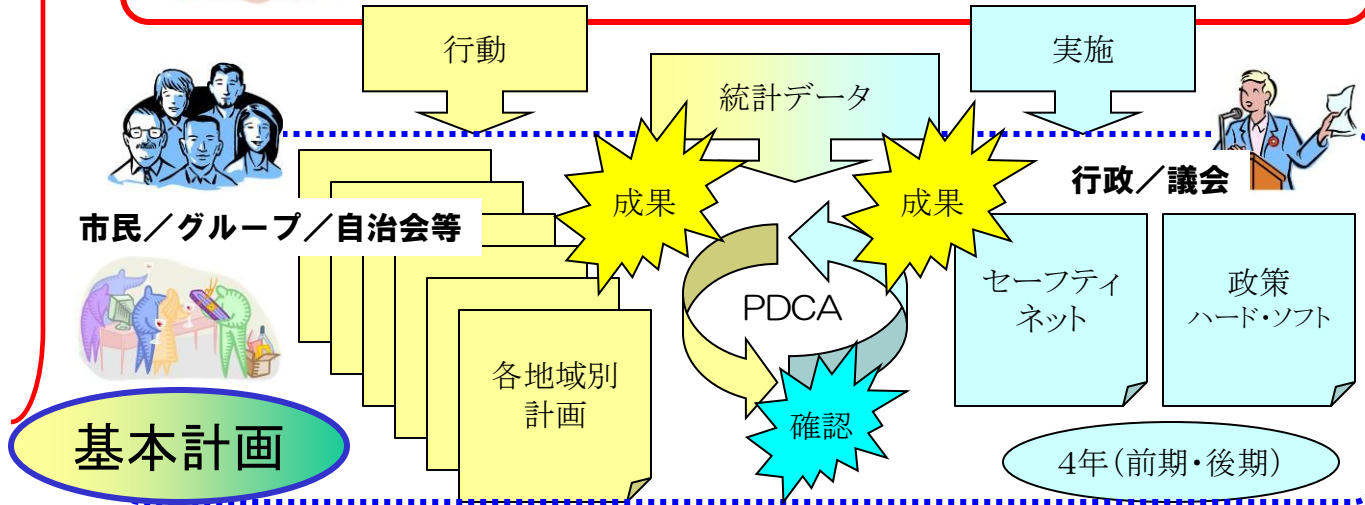 行動
統計データ
実施
成果
成果
行政／議会
市民／グループ／自治会等
PDCA
セーフティ
ネット
政策
ハード・ソフト
各地域別
計画
確認
基本計画
4年（前期・後期）